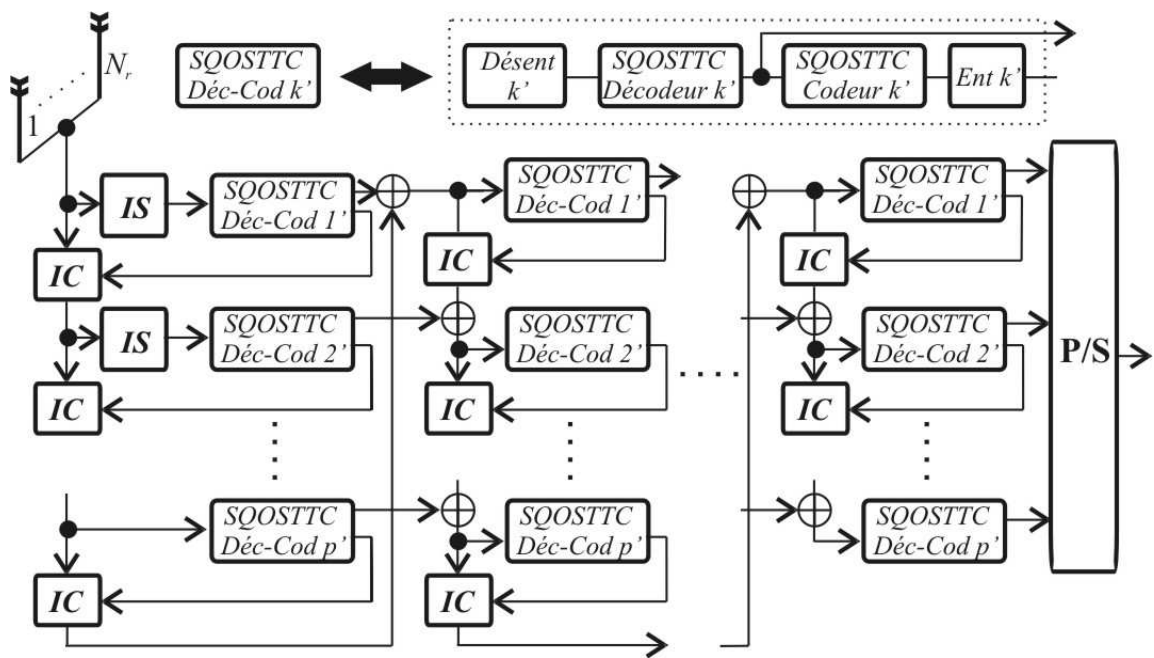 N_r
1
SQOSTTC
Déc-Cod k’
Désent
k’
SQOSTTC
Décodeur k’
SQOSTTC
Codeur k’
Ent k’
IS
SQOSTTC
Déc-Cod 1’
IC
SQOSTTC
Déc-Cod 1’
IC
SQOSTTC
Déc-Cod 1’
IC
IS
SQOSTTC
Déc-Cod 2’
IC
SQOSTTC
Déc-Cod 2’
IC
SQOSTTC
Déc-Cod 2’
IC
P/S
SQOSTTC
Déc-Cod p’
IC
SQOSTTC
Déc-Cod p’
IC
SQOSTTC
Déc-Cod p’